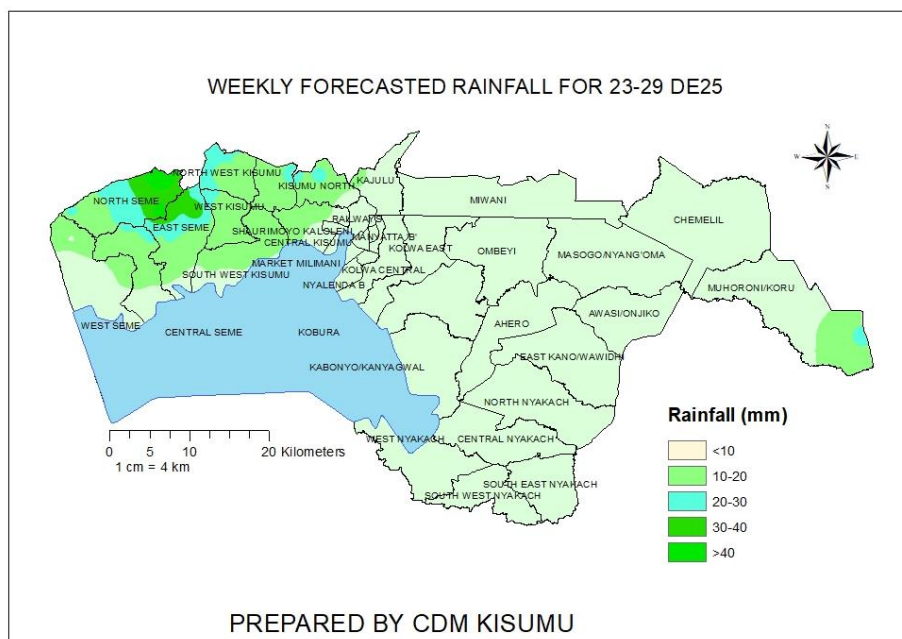 WEEKLY FORECASTED RAINFALL FOR 23-29 DE25
N
W E
S
NORTH WEST KISUMU
KISUMU NORTH
KAJULU
NORTH SEME
WEST KISUMU
MIWANI
CHEMELIL
EAST SEME
SHAURIMOYO KALOLENI
RAILWAYS
CENTRAL KISUMU
MANYATTA 'B'
KOLWA EAST
OMBEYI
MASOGO/NYANG'OMA
MARKET MILIMANI
KOLWA CENTRAL
SOUTH WEST KISUMU
NYALENDA B
MUHORONI/KORU
WEST SEME
CENTRAL SEME
KOBURA
AHERO
AWASI/ONJIKO
KABONYO/KANYAGWAL
EAST KANO/WAWIDHI
NORTH NYAKACH
WEST NYAKACH
CENTRAL NYAKACH
SOUTH EAST NYAKACH
SOUTH WEST NYAKACH
0 5 10 20 Kilometers
1 cm = 4 km
Rainfall (mm)
<10
10-20
20-30
30-40
>40
PREPARED BY CDM KISUMU